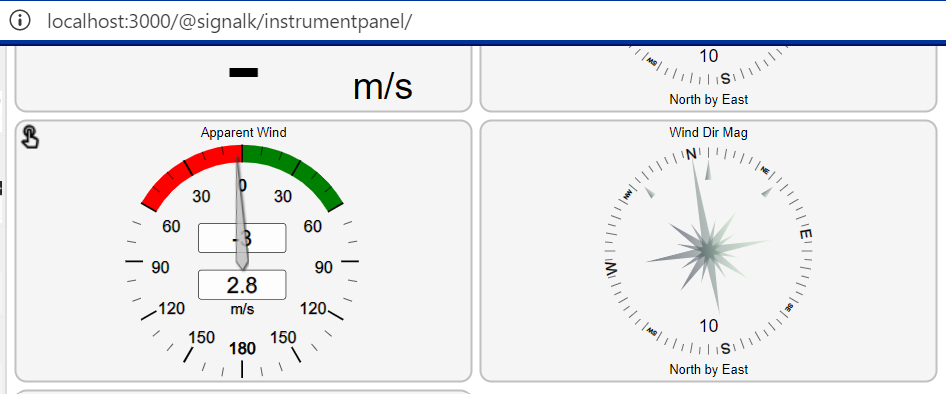 localhost:3000/@signalk/instrumentpanel/
-
m/s
SW
10
S
North by East
Apparent Wind
0
30
30
60
60
-3
90
90
2.8
m/s
120
120
150
150
180
Wind Dir Mag
N
NW
NE
E
W
SE
SW
10
S
North by East